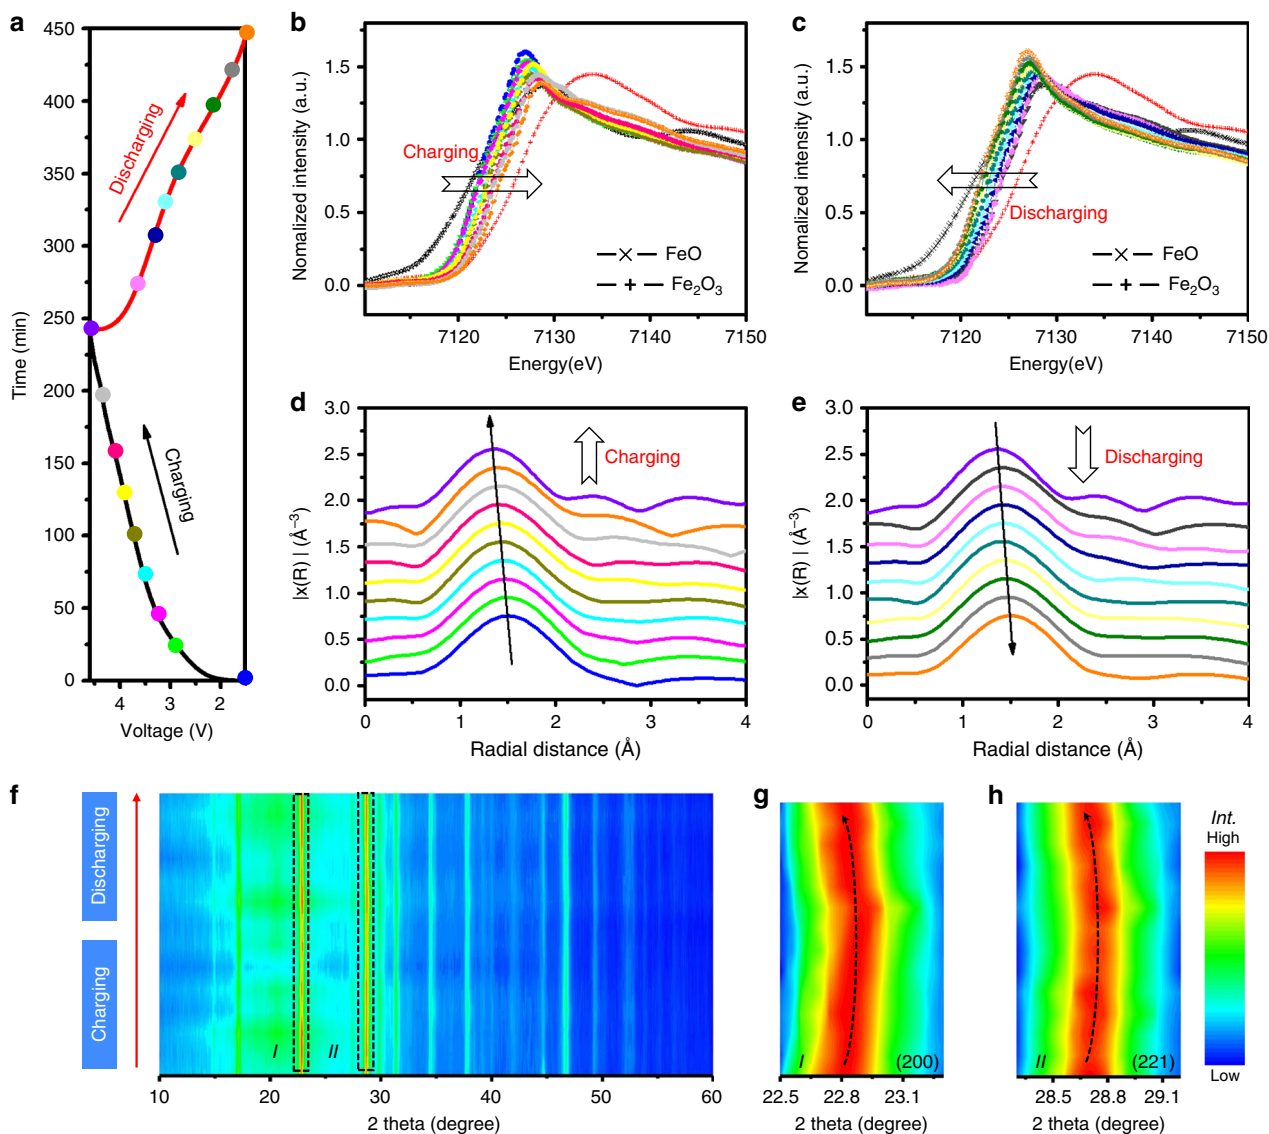 a
450
400
350
300
250
200
150
100
50
0
Time (min)
Discharging
Charging
4 3 2
Voltage (V)
b
1.5
1.0
0.5
0.0
Normalized intensity (a.u.)
Charging
— × — FeO
— + — Fe₂O₃
7120 7130 7140 7150
Energy(eV)
c
1.5
1.0
0.5
0.0
Normalized intensity (a.u.)
Discharging
— × — FeO
— + — Fe₂O₃
7120 7130 7140 7150
Energy(eV)
d
3.0
2.5
2.0
1.5
1.0
0.5
0.0
|x(R) | (Å⁻³)
Charging
0 1 2 3 4
Radial distance (Å)
e
3.0
2.5
2.0
1.5
1.0
0.5
0.0
|x(R) | (Å⁻³)
Discharging
0 1 2 3 4
Radial distance (Å)
f
Discharging
Charging
I II
10 20 30 40 50 60
2 theta (degree)
g
I (200)
22.5 22.8 23.1
2 theta (degree)
h
II (221)
28.5 28.8 29.1
2 theta (degree)
Int.
High
Low